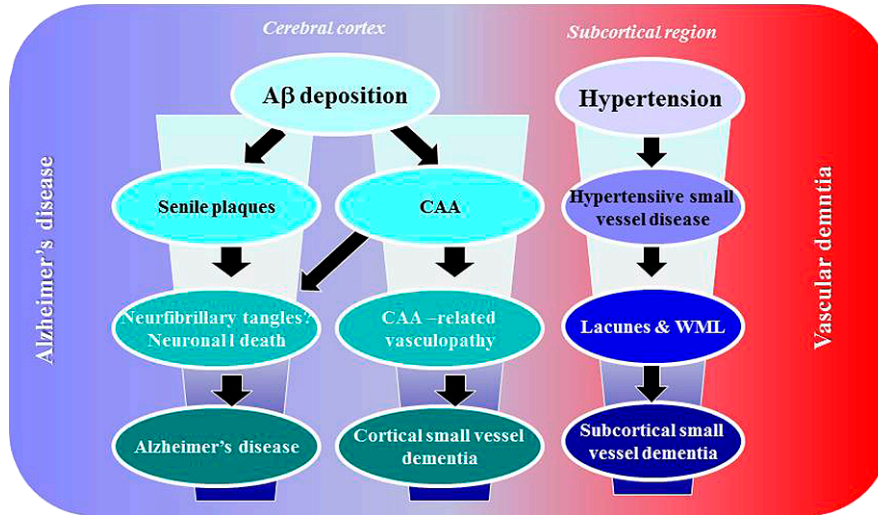 Cerebral cortex
Subcortical region
Aβ deposition
Hypertension
Senile plaques
CAA
Hypertensiive small
vessel disease
Neurfibrillary tangles?
Neuronal l death
CAA –related
vasculopathy
Lacunes & WML
Alzheimer's disease
Cortical small vessel
dementia
Subcortical small
vessel dementia
Alzheimer's disease
Vascular demntia